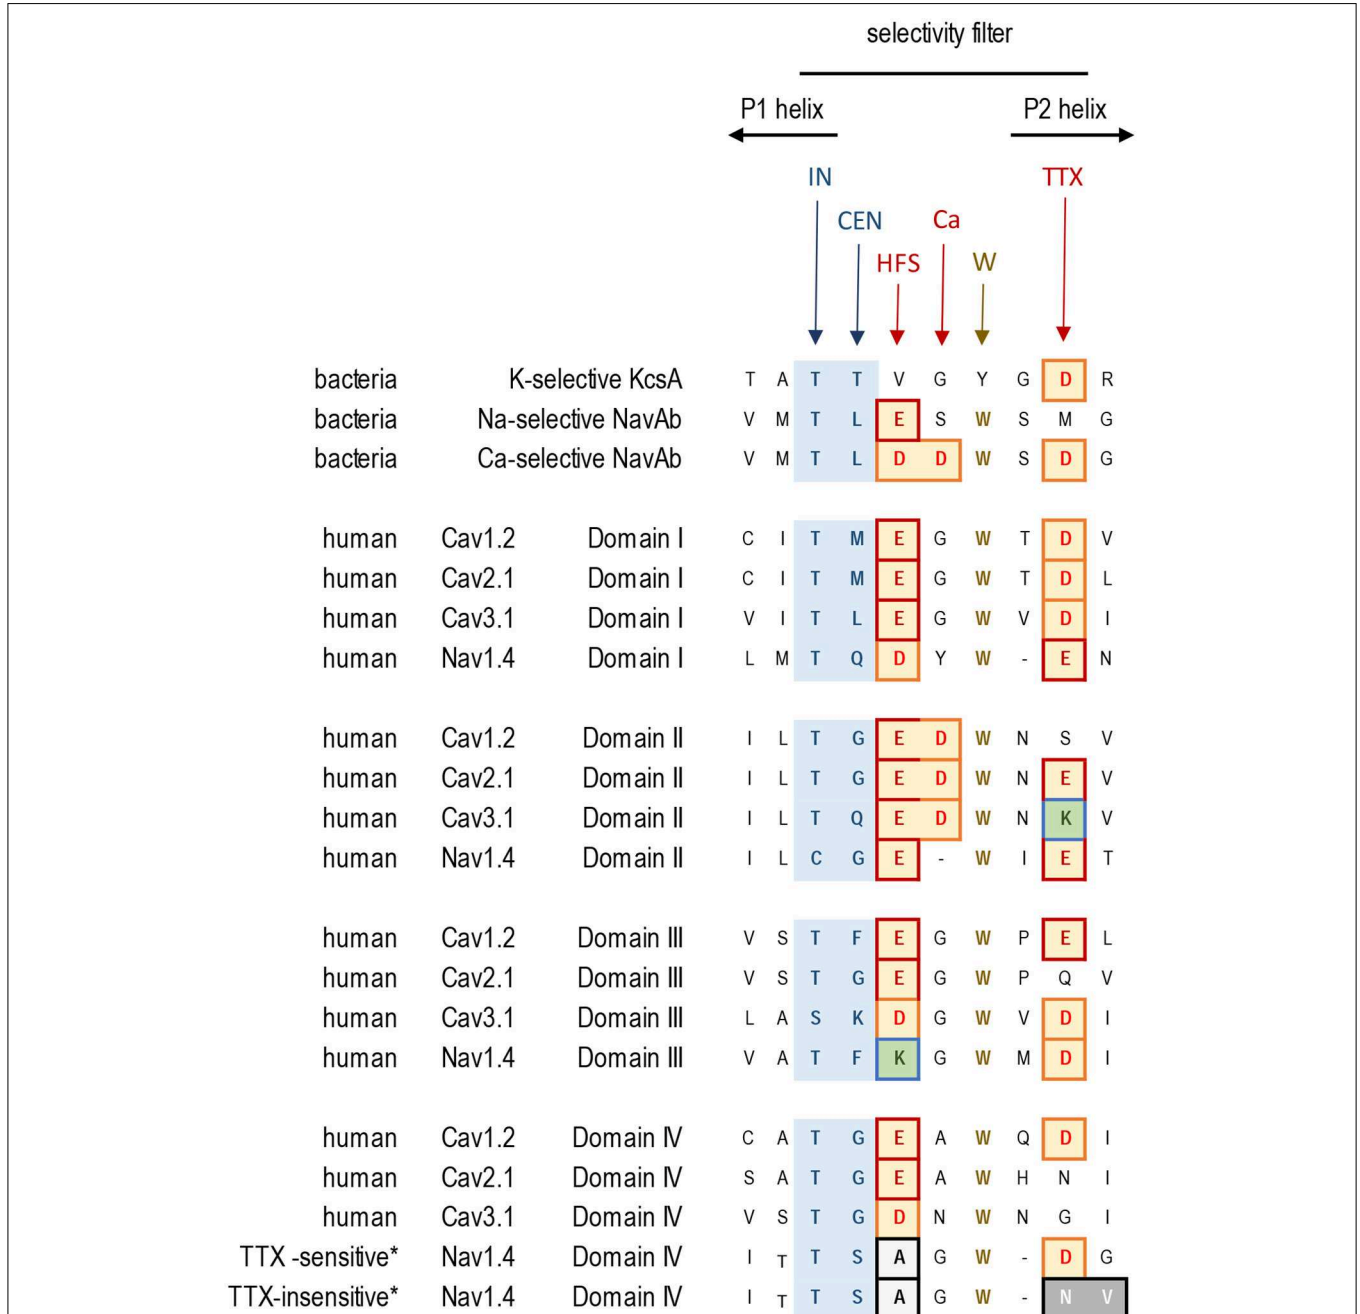 selectivity filter
P1 helix P2 helix
IN TTX
CEN Ca
HFS W
bacteria K-selective KcsA T A T T V G Y G D R
bacteria Na-selective NavAb V M T L E S W S M G
bacteria Ca-selective NavAb V M T L D D W S D G
human Cav1.2 Domain I C I T M E G W T D V
human Cav2.1 Domain I C I T M E G W T D L
human Cav3.1 Domain I V I T L E G W V D I
human Nav1.4 Domain I L M T Q D Y W - E N
human Cav1.2 Domain II I L T G E D W N S V
human Cav2.1 Domain II I L T G E D W N E V
human Cav3.1 Domain II I L T Q E D W N K V
human Nav1.4 Domain II I L C G E - W I E T
human Cav1.2 Domain III V S T F E G W P E L
human Cav2.1 Domain III V S T G E G W P Q V
human Cav3.1 Domain III L A S K D G W V D I
human Nav1.4 Domain III V A T F K G W M D I
human Cav1.2 Domain IV C A T G E A W Q D I
human Cav2.1 Domain IV S A T G E A W H N I
human Cav3.1 Domain IV V S T G D N W N G I
TTX -sensitive* Nav1.4 Domain IV I T T S A G W - D G
TTX-insensitive* Nav1.4 Domain IV I T T S A G W - N V